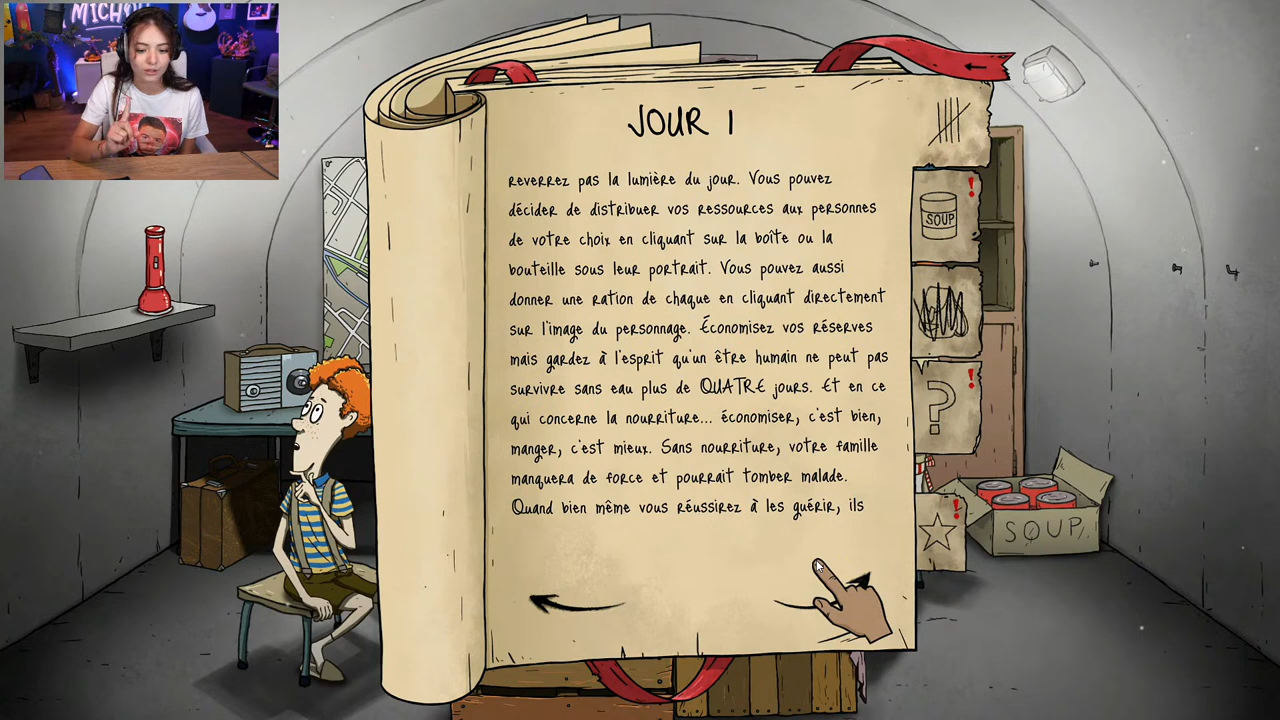 MICHOU
JOUR 1
reverrez pas la lumière du jour. Vous pouvez
décider de distribuer vos ressources aux personnes
de votre choix en cliquant sur la boîte ou la
bouteille sous leur portrait. Vous pouvez aussi
donner une ration de chaque en cliquant directement
sur l'image du personnage. Économisez vos réserves
mais gardez à l'esprit qu'un être humain ne peut pas
survivre sans eau plus de QUATRE jours. Et en ce
qui concerne la nourriture... économiser, c'est bien,
manger, c'est mieux. Sans nourriture, votre famille
manquera de force et pourrait tomber malade.
Quand bien même vous réussirez à les guérir, ils
!
SOUP
! ?
!
SOUP